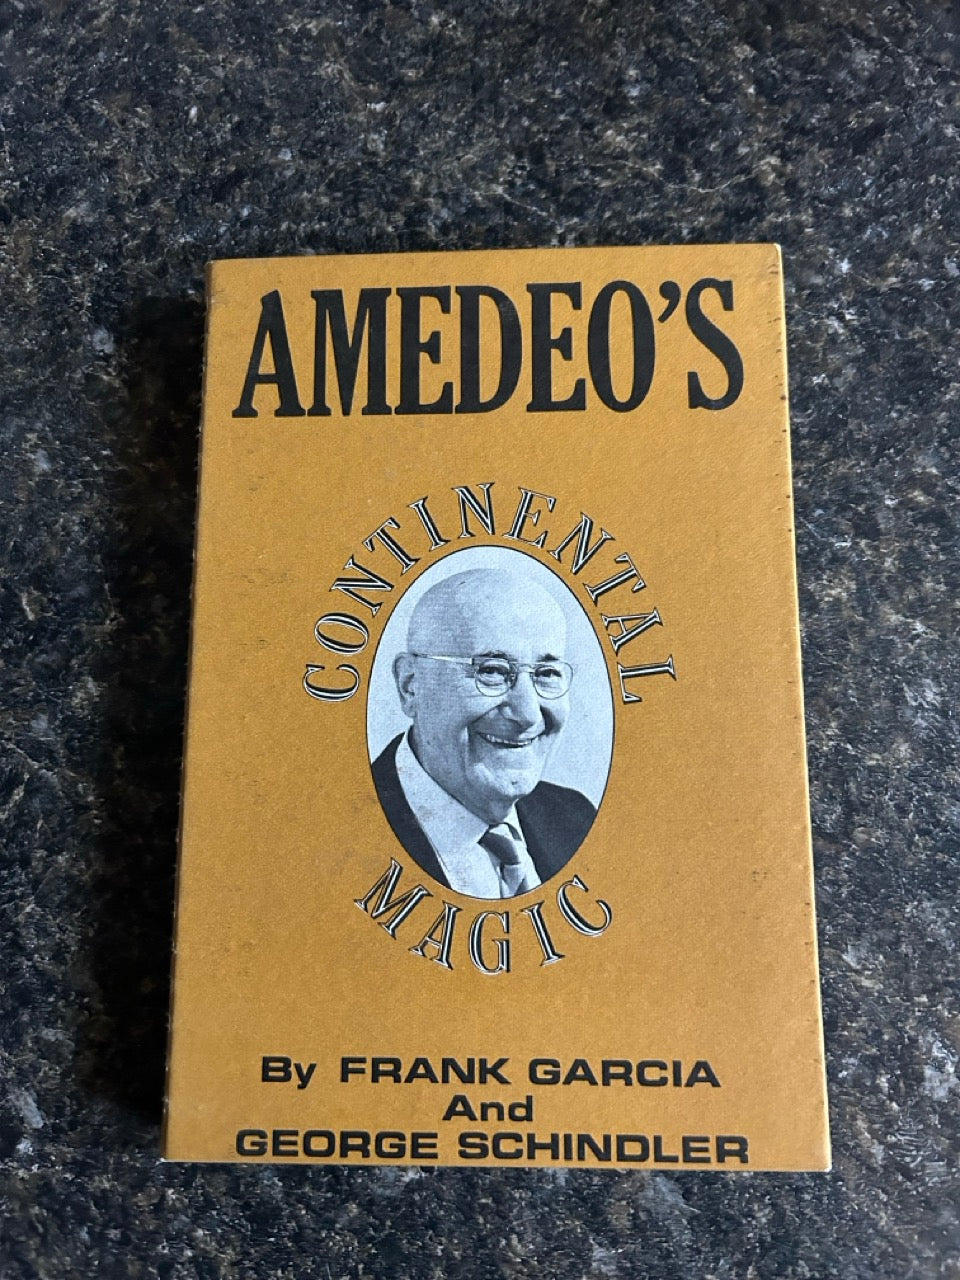 AMEDEO'S
CONTINENTAL
MAGIC
By FRANK GARCIA
And
GEORGE SCHINDLER